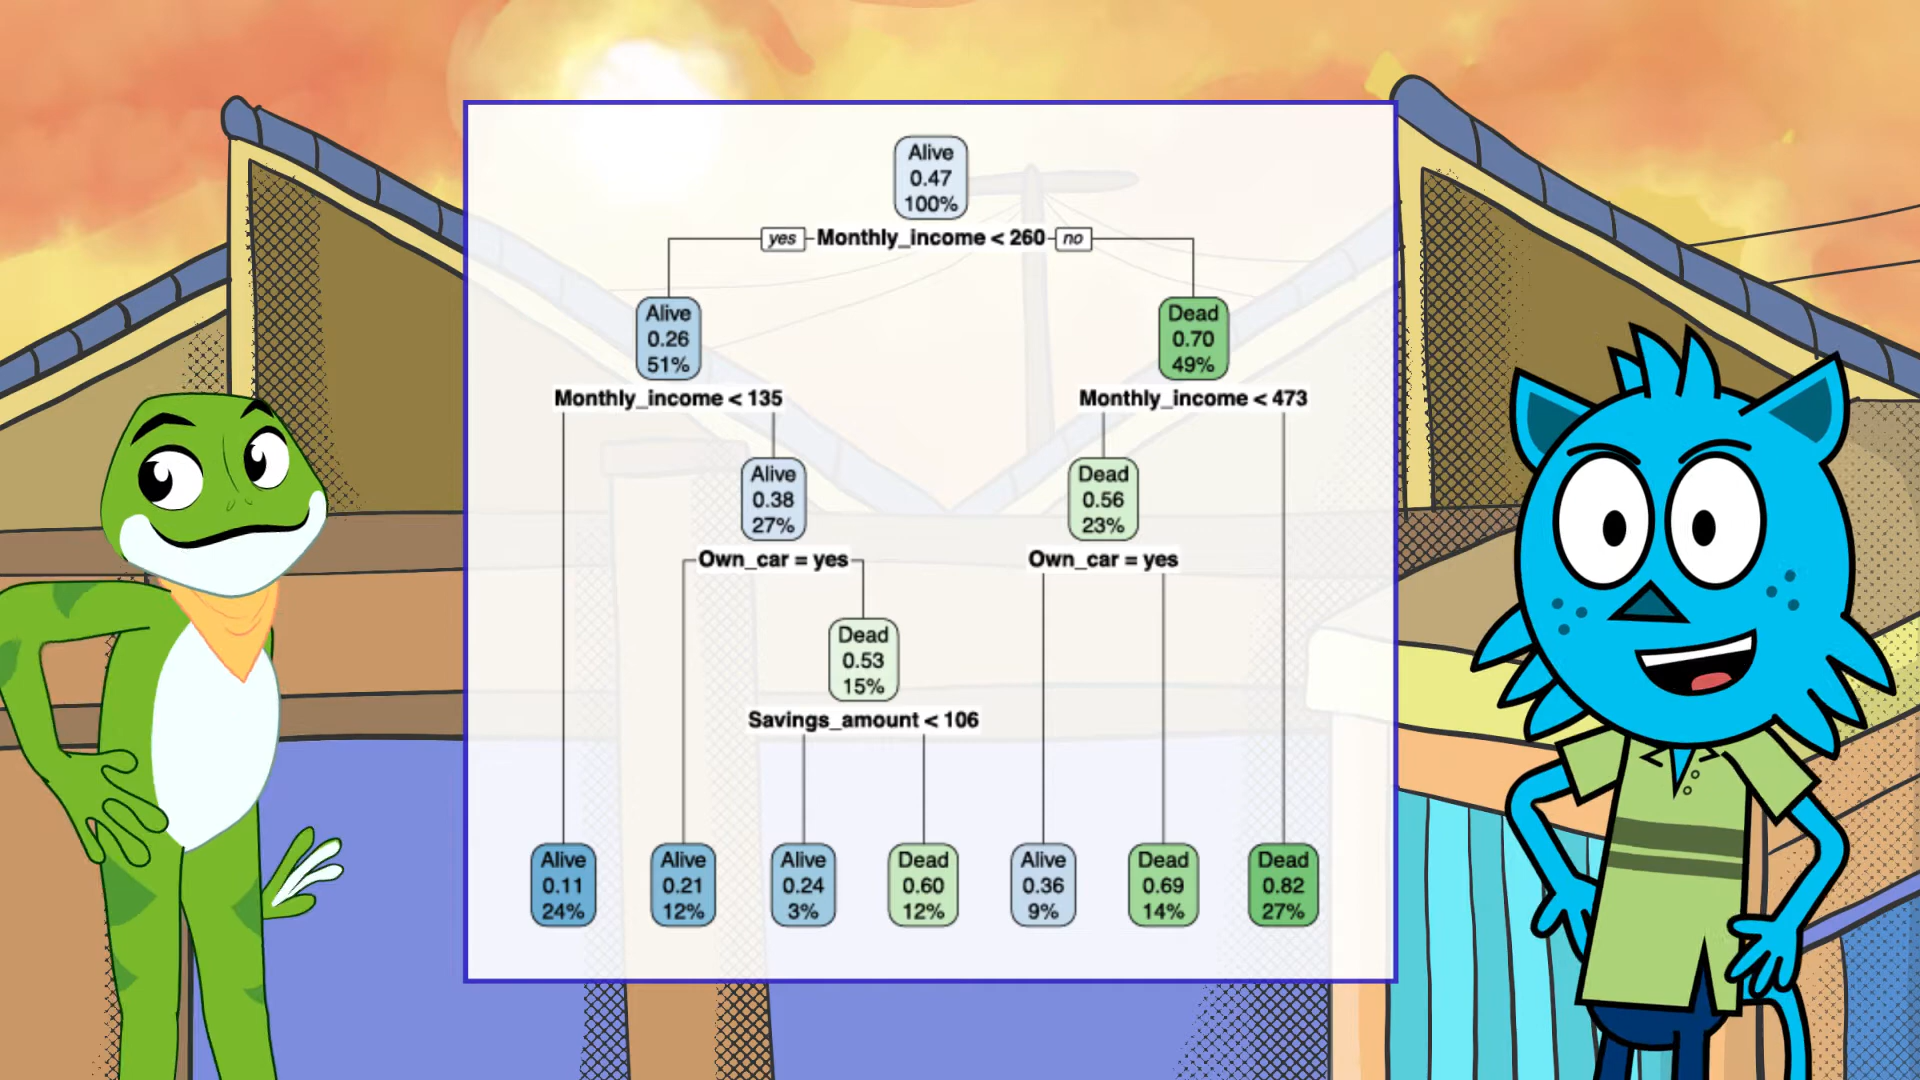 Alive
0.47
100%
yes Monthly_income < 260 no
Alive
0.26
51%
Dead
0.70
49%
Monthly_income < 135
Monthly_income < 473
Alive
0.38
27%
Dead
0.56
23%
Own_car = yes
Own_car = yes
Dead
0.53
15%
Savings_amount < 106
Alive
0.11
24%
Alive
0.21
12%
Alive
0.24
3%
Dead
0.60
12%
Alive
0.36
9%
Dead
0.69
14%
Dead
0.82
27%